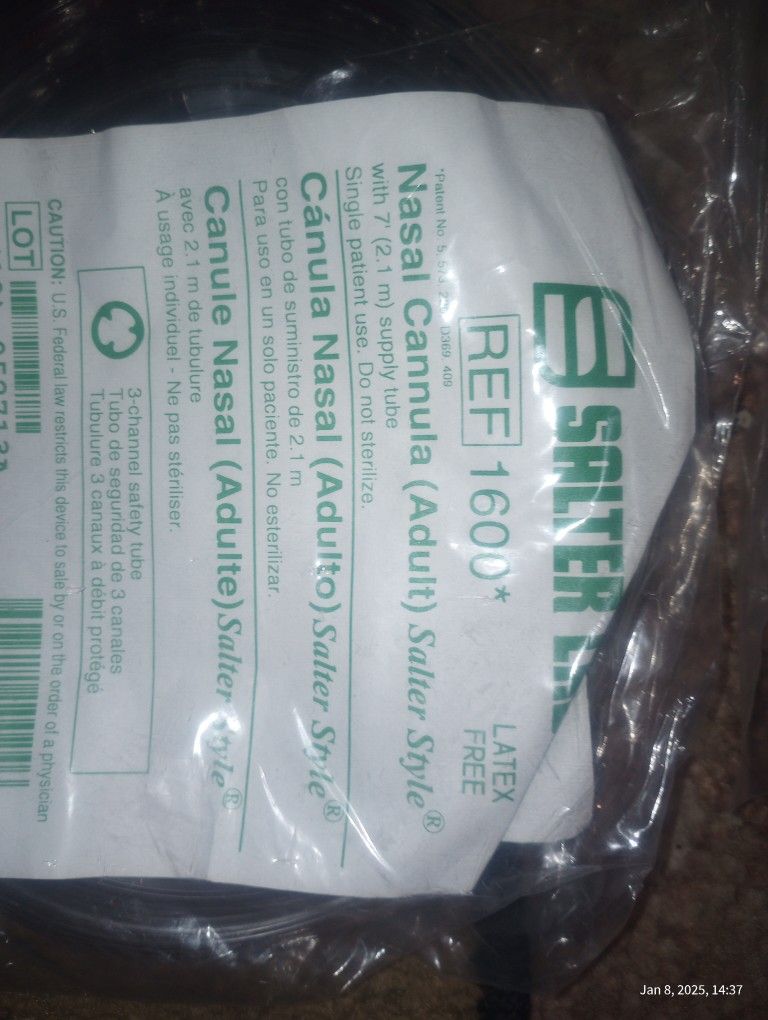 SALTER
REF 1600*
LATEX
FREE
*Patent No. D369, 409
Nasal Cannula (Adult) Salter Style®
with 7' (2.1 m) supply tube
Single patient use. Do not sterilize.
Cánula Nasal (Adulto) Salter Style®
con tubo de suministro de 2.1 m
Para uso en un solo paciente. No esterilizar.
Canule Nasal (Adulte) Salter Style®
avec 2.1 m de tubulure
À usage individuel - Ne pas stériliser.
3-channel safety tube
Tubo de seguridad de 3 canales
Tubulure 3 canaux à débit protégé
CAUTION: U.S. Federal law restricts this device to sale by or on the order of a physician
LOT
Jan 8, 2025, 14:37